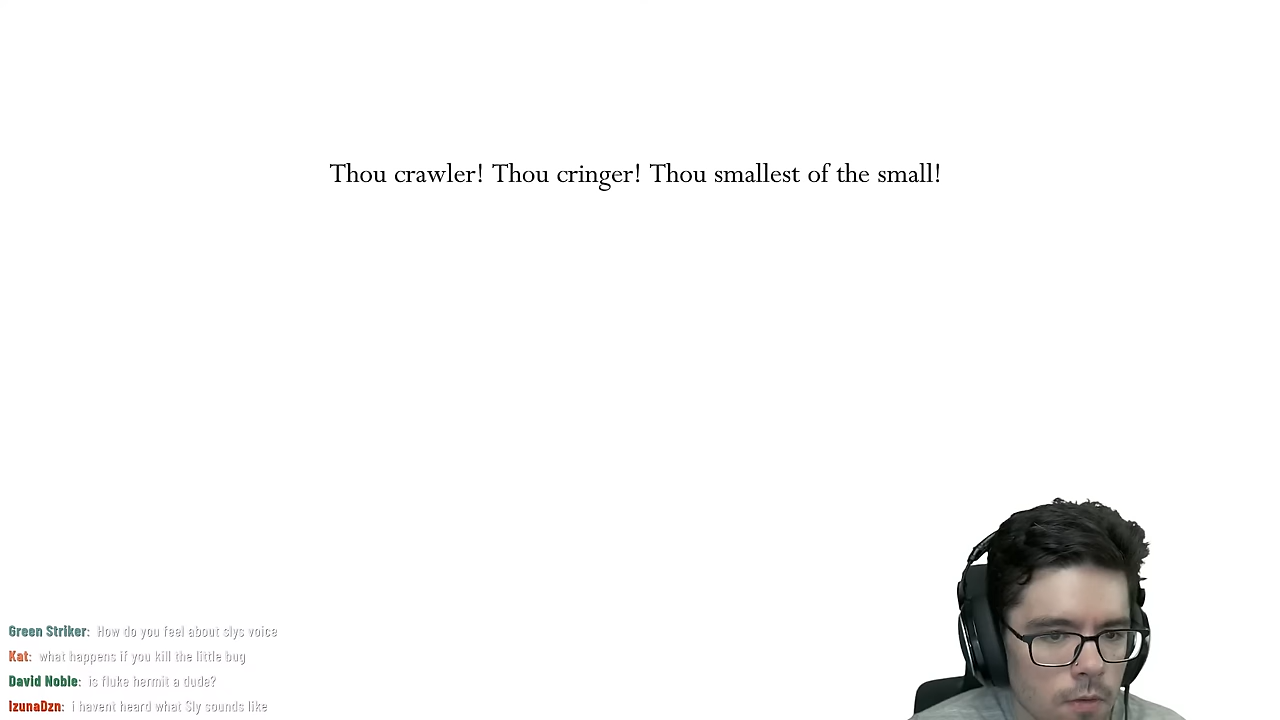 Thou crawler! Thou cringer! Thou smallest of the small!
Green Striker: How do you feel about slys voice
Kat: what happens if you kill the little bug
David Noble: is fluke hermit a dude?
IzunaDzn: i havent heard what Sly sounds like